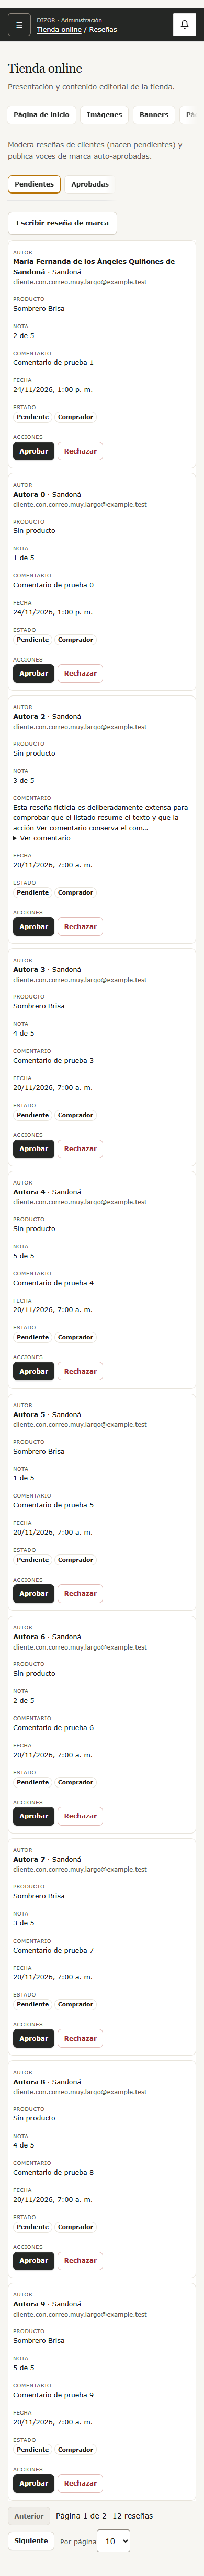 ☰
DIZOR · Administración
Tienda online / Reseñas
Tienda online
Presentación y contenido editorial de la tienda.
Página de inicio
Imágenes
Banners
Modera reseñas de clientes (nacen pendientes) y
publica voces de marca auto-aprobadas.
Pendientes
Aprobadas
Escribir reseña de marca
AUTOR
María Fernanda de los Ángeles Quiñones de
Sandoná · Sandoná
cliente.con.correo.muy.largo@example.test
PRODUCTO
Sombrero Brisa
NOTA
2 de 5
COMENTARIO
Comentario de prueba 1
FECHA
24/11/2026, 1:00 p. m.
ESTADO
Pendiente Comprador
ACCIONES
Aprobar Rechazar
AUTOR
Autora 0 · Sandoná
cliente.con.correo.muy.largo@example.test
PRODUCTO
Sin producto
NOTA
1 de 5
COMENTARIO
Comentario de prueba 0
FECHA
24/11/2026, 1:00 p. m.
ESTADO
Pendiente Comprador
ACCIONES
Aprobar Rechazar
AUTOR
Autora 2 · Sandoná
cliente.con.correo.muy.largo@example.test
PRODUCTO
Sin producto
NOTA
3 de 5
COMENTARIO
Esta reseña ficticia es deliberadamente extensa para
comprobar que el listado resume el texto y que la
acción Ver comentario conserva el com…
▶ Ver comentario
FECHA
20/11/2026, 7:00 a. m.
ESTADO
Pendiente Comprador
ACCIONES
Aprobar Rechazar
AUTOR
Autora 3 · Sandoná
cliente.con.correo.muy.largo@example.test
PRODUCTO
Sombrero Brisa
NOTA
4 de 5
COMENTARIO
Comentario de prueba 3
FECHA
20/11/2026, 7:00 a. m.
ESTADO
Pendiente Comprador
ACCIONES
Aprobar Rechazar
AUTOR
Autora 4 · Sandoná
cliente.con.correo.muy.largo@example.test
PRODUCTO
Sin producto
NOTA
5 de 5
COMENTARIO
Comentario de prueba 4
FECHA
20/11/2026, 7:00 a. m.
ESTADO
Pendiente Comprador
ACCIONES
Aprobar Rechazar
AUTOR
Autora 5 · Sandoná
cliente.con.correo.muy.largo@example.test
PRODUCTO
Sombrero Brisa
NOTA
1 de 5
COMENTARIO
Comentario de prueba 5
FECHA
20/11/2026, 7:00 a. m.
ESTADO
Pendiente Comprador
ACCIONES
Aprobar Rechazar
AUTOR
Autora 6 · Sandoná
cliente.con.correo.muy.largo@example.test
PRODUCTO
Sin producto
NOTA
2 de 5
COMENTARIO
Comentario de prueba 6
FECHA
20/11/2026, 7:00 a. m.
ESTADO
Pendiente Comprador
ACCIONES
Aprobar Rechazar
AUTOR
Autora 7 · Sandoná
cliente.con.correo.muy.largo@example.test
PRODUCTO
Sombrero Brisa
NOTA
3 de 5
COMENTARIO
Comentario de prueba 7
FECHA
20/11/2026, 7:00 a. m.
ESTADO
Pendiente Comprador
ACCIONES
Aprobar Rechazar
AUTOR
Autora 8 · Sandoná
cliente.con.correo.muy.largo@example.test
PRODUCTO
Sin producto
NOTA
4 de 5
COMENTARIO
Comentario de prueba 8
FECHA
20/11/2026, 7:00 a. m.
ESTADO
Pendiente Comprador
ACCIONES
Aprobar Rechazar
AUTOR
Autora 9 · Sandoná
cliente.con.correo.muy.largo@example.test
PRODUCTO
Sombrero Brisa
NOTA
5 de 5
COMENTARIO
Comentario de prueba 9
FECHA
20/11/2026, 7:00 a. m.
ESTADO
Pendiente Comprador
ACCIONES
Aprobar Rechazar
Anterior Página 1 de 2 12 reseñas
Siguiente Por página 10